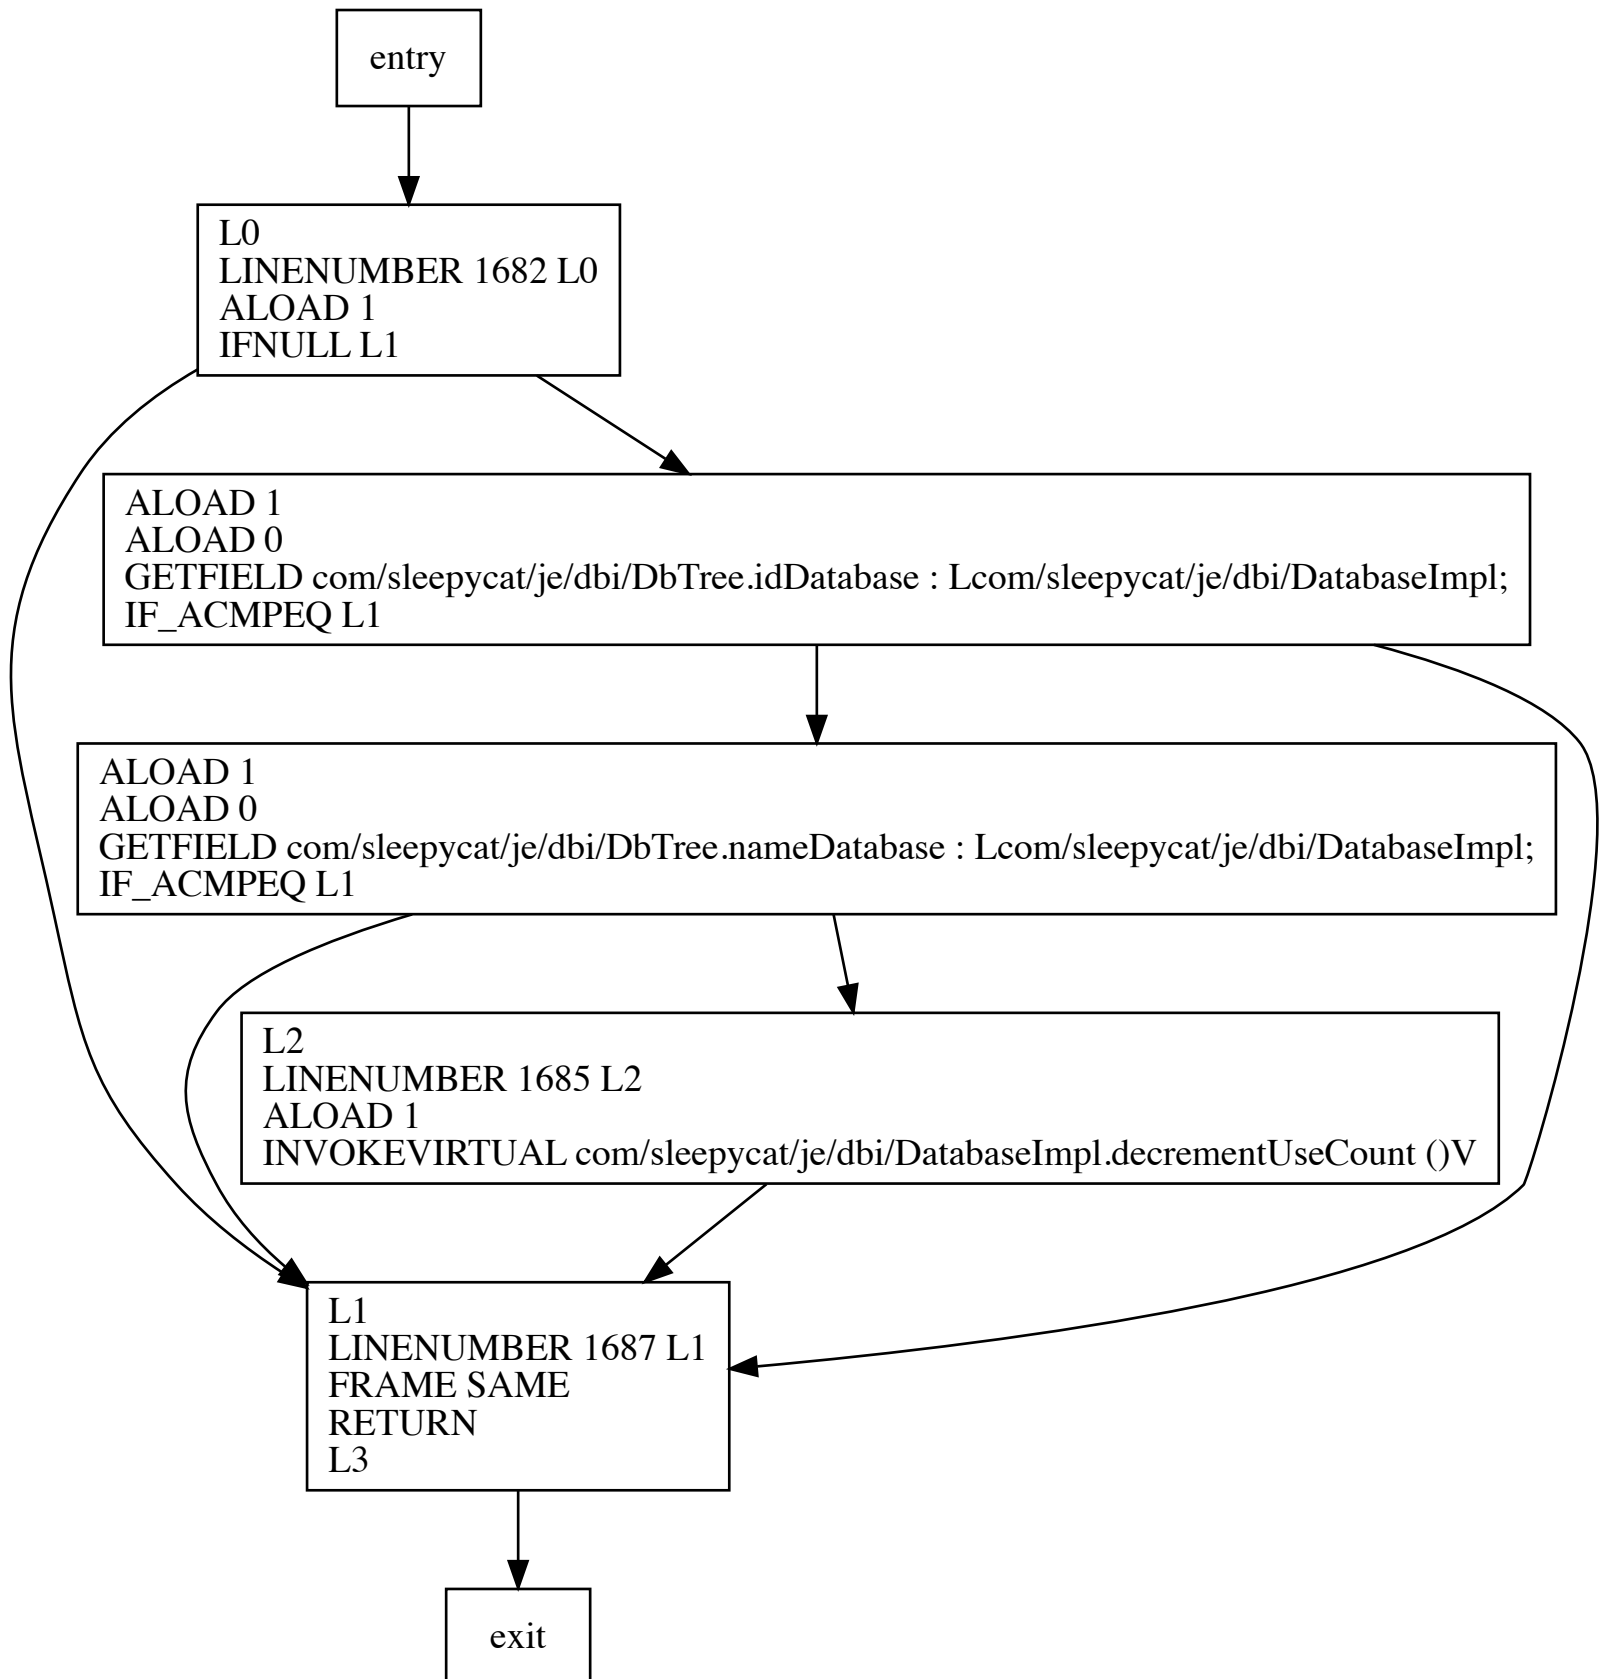 entry
L0
LINENUMBER 1682 L0
ALOAD 1
IFNULL L1
ALOAD 1
ALOAD 0
GETFIELD com/sleepycat/je/dbi/DbTree.idDatabase : Lcom/sleepycat/je/dbi/DatabaseImpl;
IF_ACMPEQ L1
ALOAD 1
ALOAD 0
GETFIELD com/sleepycat/je/dbi/DbTree.nameDatabase : Lcom/sleepycat/je/dbi/DatabaseImpl;
IF_ACMPEQ L1
L2
LINENUMBER 1685 L2
ALOAD 1
INVOKEVIRTUAL com/sleepycat/je/dbi/DatabaseImpl.decrementUseCount ()V
L1
LINENUMBER 1687 L1
FRAME SAME
RETURN
L3
exit